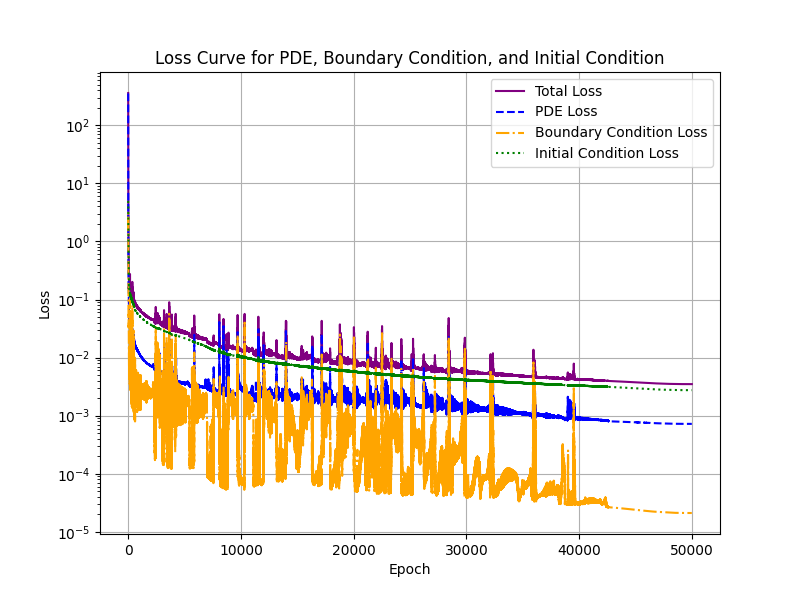 Loss Curve for PDE, Boundary Condition, and Initial Condition
Total Loss
PDE Loss
Boundary Condition Loss
Initial Condition Loss
10²
10¹
10⁰
10⁻¹
10⁻²
10⁻³
10⁻⁴
10⁻⁵
Loss
0 10000 20000 30000 40000 50000
Epoch